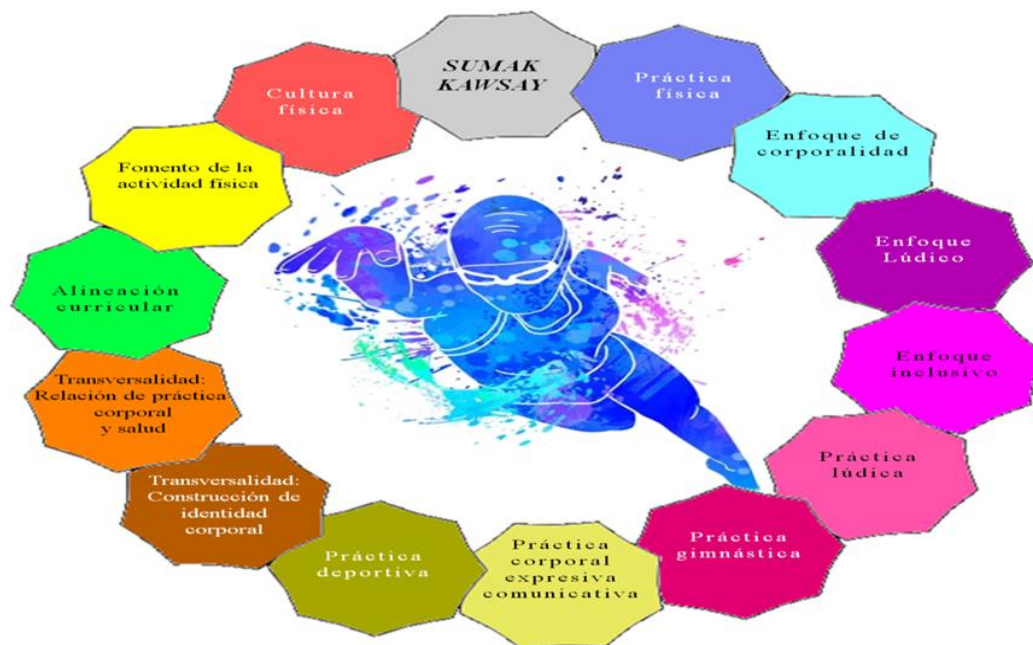 SUMAK
KAWSAY
Práctica
física
Enfoque de
corporalidad
Enfoque
Lúdico
Enfoque
inclusivo
Práctica
lúdica
Práctica
gimnástica
Práctica
corporal
expresiva
comunicativa
Práctica
deportiva
Transversalidad:
Construcción de
identidad
corporal
Transversalidad:
Relación de práctica
corporal
y salud
Alineación
curricular
Fomento de la
actividad física
Cultura
física